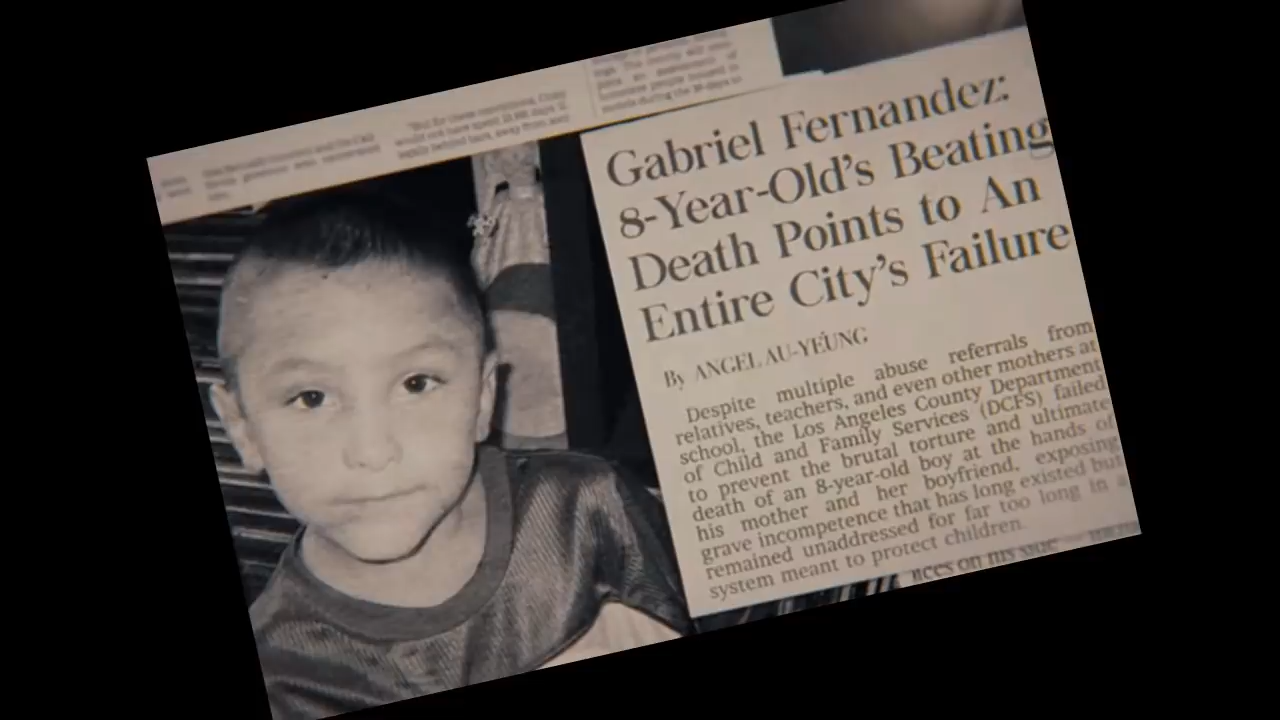 Gabriel Fernandez:
8-Year-Old's Beating
Death Points to An
Entire City's Failure
By ANGEL AU-YEUNG
Despite multiple abuse referrals from
relatives, teachers, and even other mothers at
school, the Los Angeles County Department
of Child and Family Services (DCFS) failed
to prevent the brutal torture and ultimate
death of an 8-year-old boy at the hands of
his mother and her boyfriend, exposing
grave incompetence that has long existed but
remained unaddressed for far too long in a
system meant to protect children.